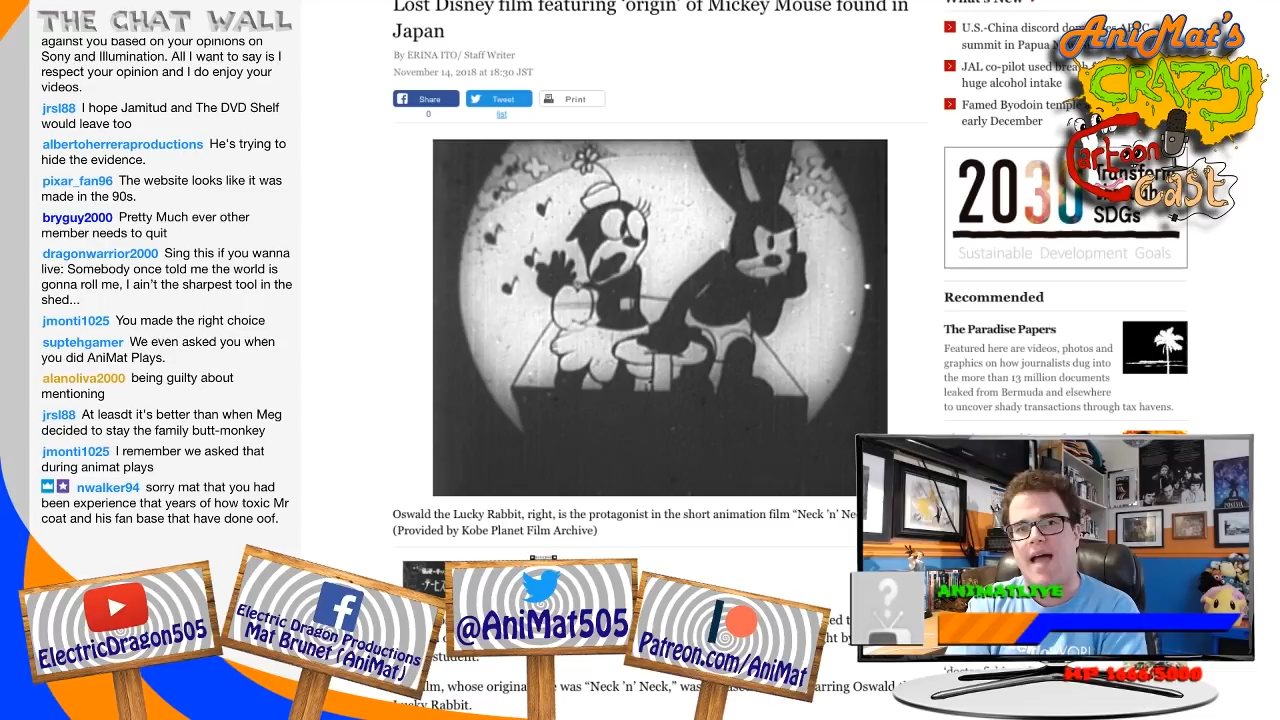 THE CHAT WALL
against you based on your opinions on
Sony and Illumination. All I want to say is I
respect your opinion and I do enjoy your
videos.
jrsl88 I hope Jamitud and The DVD Shelf
would leave too
albertoherreraproductions He's trying to
hide the evidence.
pixar_fan96 The website looks like it was
made in the 90s.
bryguy2000 Pretty Much ever other
member needs to quit
dragonwarrior2000 Sing this if you wanna
live: Somebody once told me the world is
gonna roll me, I ain't the sharpest tool in the
shed...
jmonti1025 You made the right choice
suptehgamer We even asked you when
you did AniMat Plays.
alanoliva2000 being guilty about
mentioning
jrsl88 At leasdt it's better than when Meg
decided to stay the family butt-monkey
jmonti1025 I remember we asked that
during animat plays
nwalker94 sorry mat that you had
been experience that years of how toxic Mr
coat and his fan base that have done oof.
Lost Disney film featuring 'origin' of Mickey Mouse found in
Japan
By ERINA ITO/ Staff Writer
November 14, 2018 at 18:30 JST
Share
Tweet
Print
0
list
Oswald the Lucky Rabbit, right, is the protagonist in the short animation film "Neck 'n' Ne
(Provided by Kobe Planet Film Archive)
student.
film, whose original was "Neck 'n' Neck," was starring Oswald
Lucky Rabbit.
What's New
U.S.-China discord
summit in Papua
JAL co-pilot used
huge alcohol intake
Famed Byodoin
early December
2030
Transform
SDGs
Sustainable Development Goals
Recommended
The Paradise Papers
Featured here are videos, photos and
graphics on how journalists dug into
the more than 13 million documents
leaked from Bermuda and elsewhere
to uncover shady transactions through tax havens.
AniMat's
CRAZY
Cartoon
Cast
ElectricDragon505
Electric Dragon Productions
Mat Brunet (AniMat)
@AniMat505
Patreon.com/AniMat
?
ANIMATLIVE
HP 1666/5000